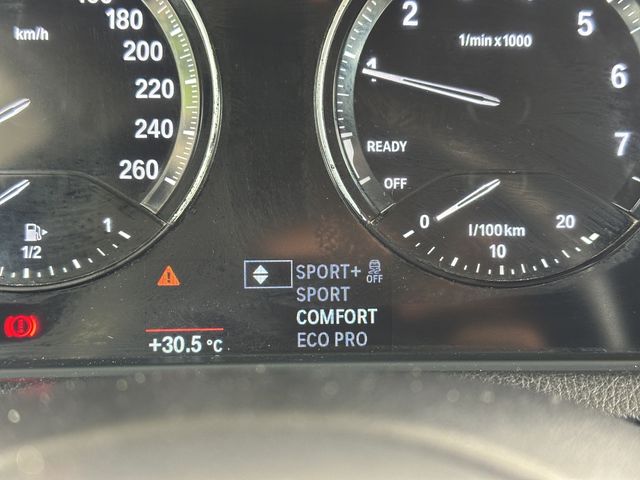 km/h
180
200
220
240
260
1
1/2
+30.5 °C
SPORT+
OFF
SPORT
COMFORT
ECO PRO
1/min x 1000
1
2
5
6
7
READY
OFF
0
10
20
l/100km